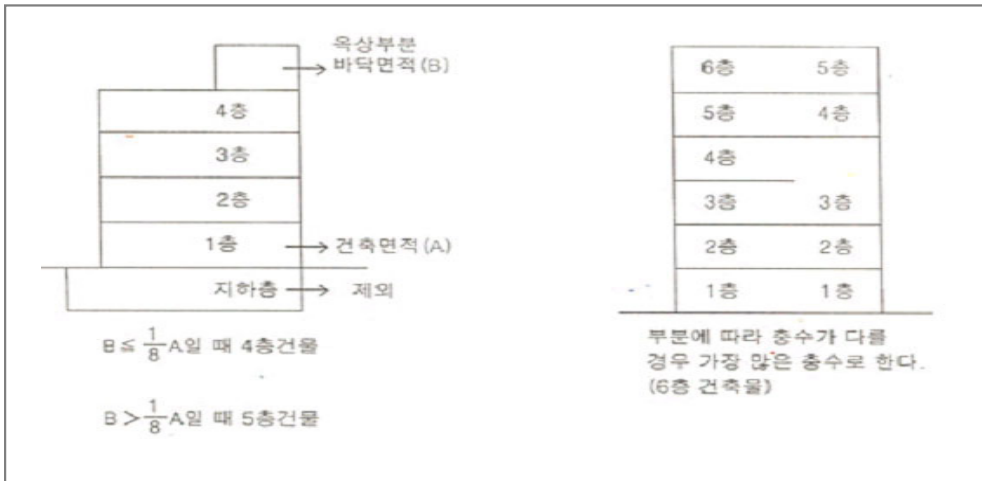 옥상부분
바닥면적(B)
4층
3층
2층
1층
건축면적(A)
지하층
제외
B≦1/8A일 때 4층건물
B>1/8A일 때 5층건물
6층 5층
5층 4층
4층
3층 3층
2층 2층
1층 1층
부분에 따라 층수가 다를
경우 가장 많은 층수로 한다.
(6층 건축물)